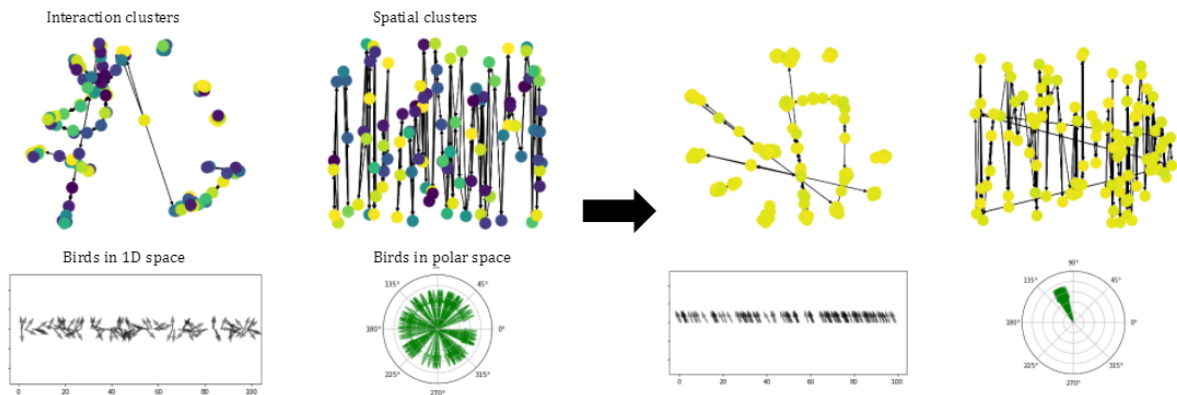 Interaction clusters
Spatial clusters
Birds in 1D space
Birds in polar space
0 20 40 60 80 100
135° 45°
180° 0°
225° 315°
270°
0 20 40 60 80 100
90°
135° 45°
180° 0°
225° 315°
270°